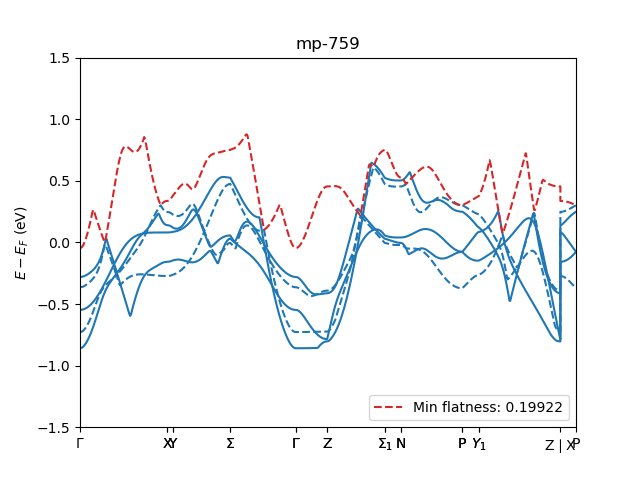 mp-759
1.5
1.0
0.5
0.0
−0.5
−1.0
−1.5
E − E_F (eV)
Min flatness: 0.19922
Γ X Y Σ Γ Z Σ₁ N P Y₁ Z | X P